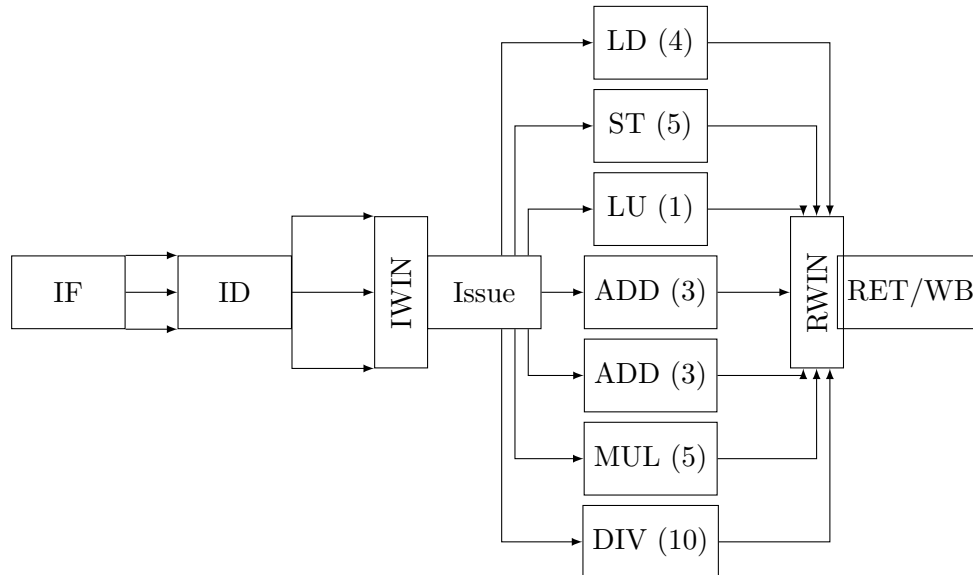 LD (4)
ST (5)
LU (1)
IF
ID
IWIN
Issue
ADD (3)
RWIN
RET/WB
ADD (3)
MUL (5)
DIV (10)